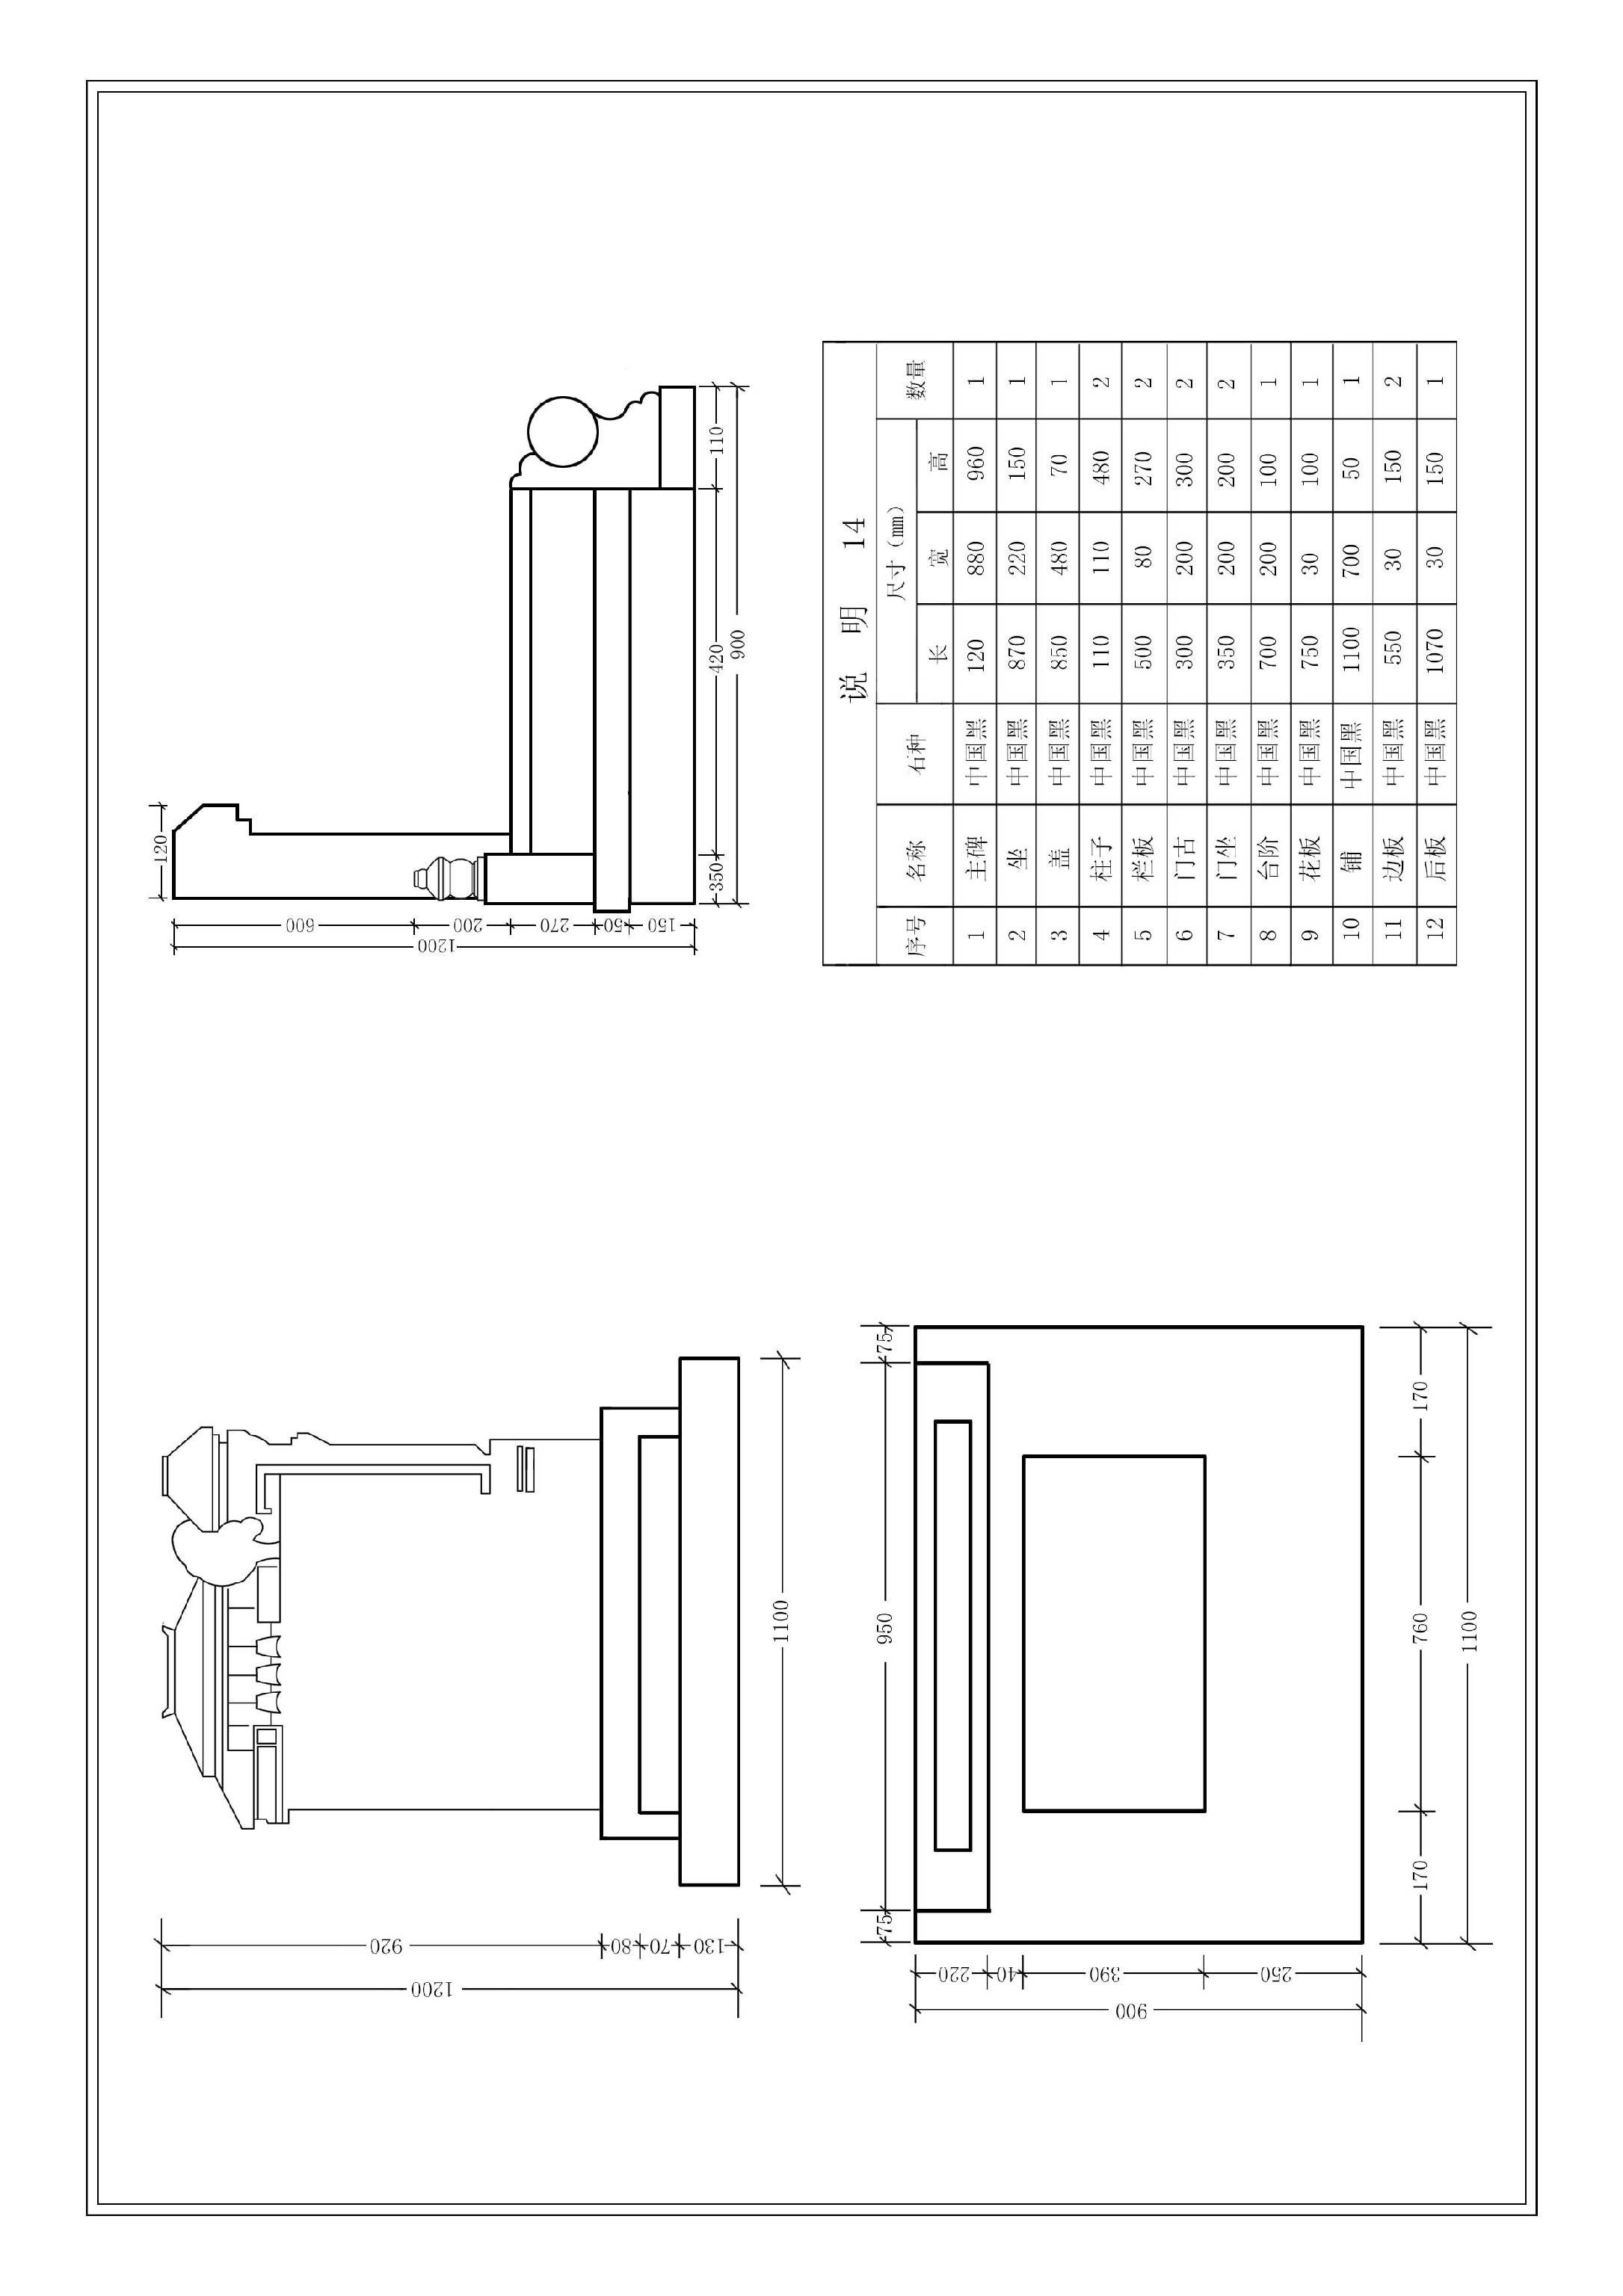 120
600
200
270
50
150
1200
350
420
110
900
说 明 14
序号 名称 石种 尺寸（mm） 数量
长 宽 高
1 主碑 中国黑 120 880 960 1
2 坐 中国黑 870 220 150 1
3 盖 中国黑 850 480 70 1
4 柱子 中国黑 110 110 480 2
5 栏板 中国黑 500 80 270 2
6 门古 中国黑 300 200 300 2
7 门坐 中国黑 350 200 200 2
8 台阶 中国黑 700 200 100 1
9 花板 中国黑 750 30 100 1
10 铺 中国黑 1100 700 50 1
11 边板 中国黑 550 30 150 2
12 后板 中国黑 1070 30 150 1
920
80
70
130
1200
1100
75
950
75
220
40
390
250
900
170
760
170
1100